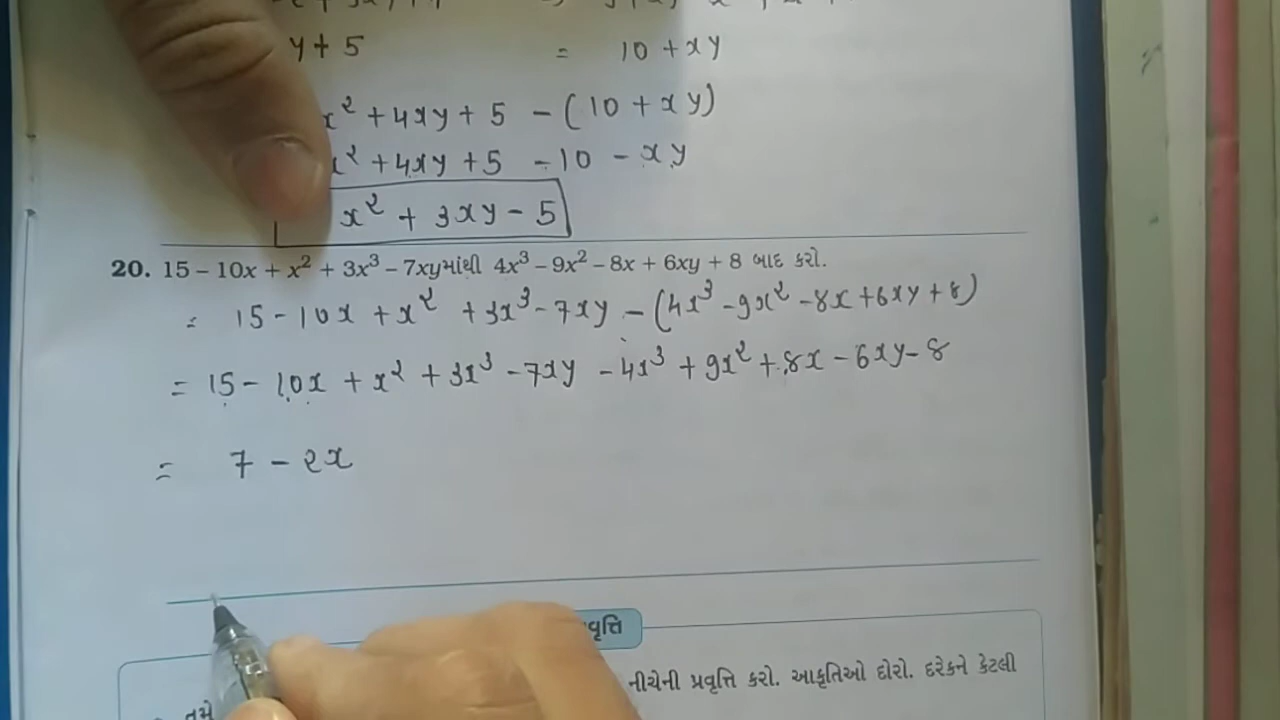 y + 5 = 10 + xy
x² + 4xy + 5 - (10 + xy)
x² + 4xy + 5 - 10 - xy
x² + 3xy - 5
20. 15 – 10x + x² + 3x³ – 7xyમાંથી 4x³ – 9x² – 8x + 6xy + 8 બાદ કરો.
= 15 - 10x + x² + 3x³ - 7xy - (4x³ - 9x² - 8x + 6xy + 8)
= 15 - 10x + x² + 3x³ - 7xy - 4x³ + 9x² + 8x - 6xy - 8
= 7 - 2x
નીચેની પ્રવૃત્તિ કરો. આકૃતિઓ દોરો. દરેકને કેટલી
તમે